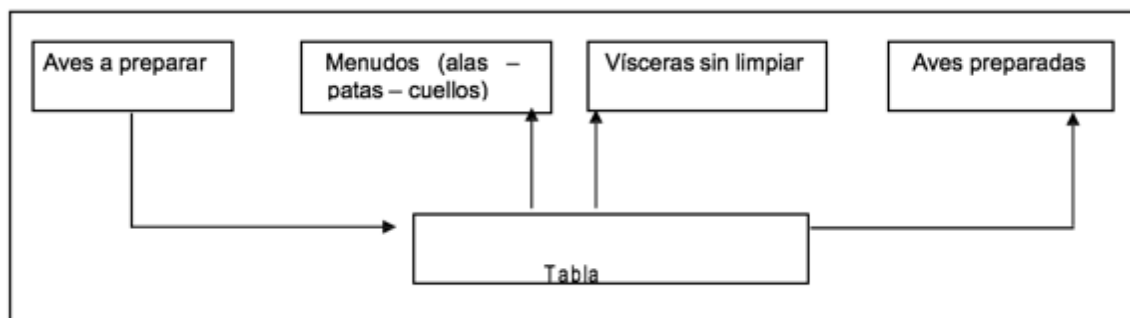 Aves a preparar
Menudos (alas –
patas – cuellos)
Vísceras sin limpiar
Aves preparadas
Tabla